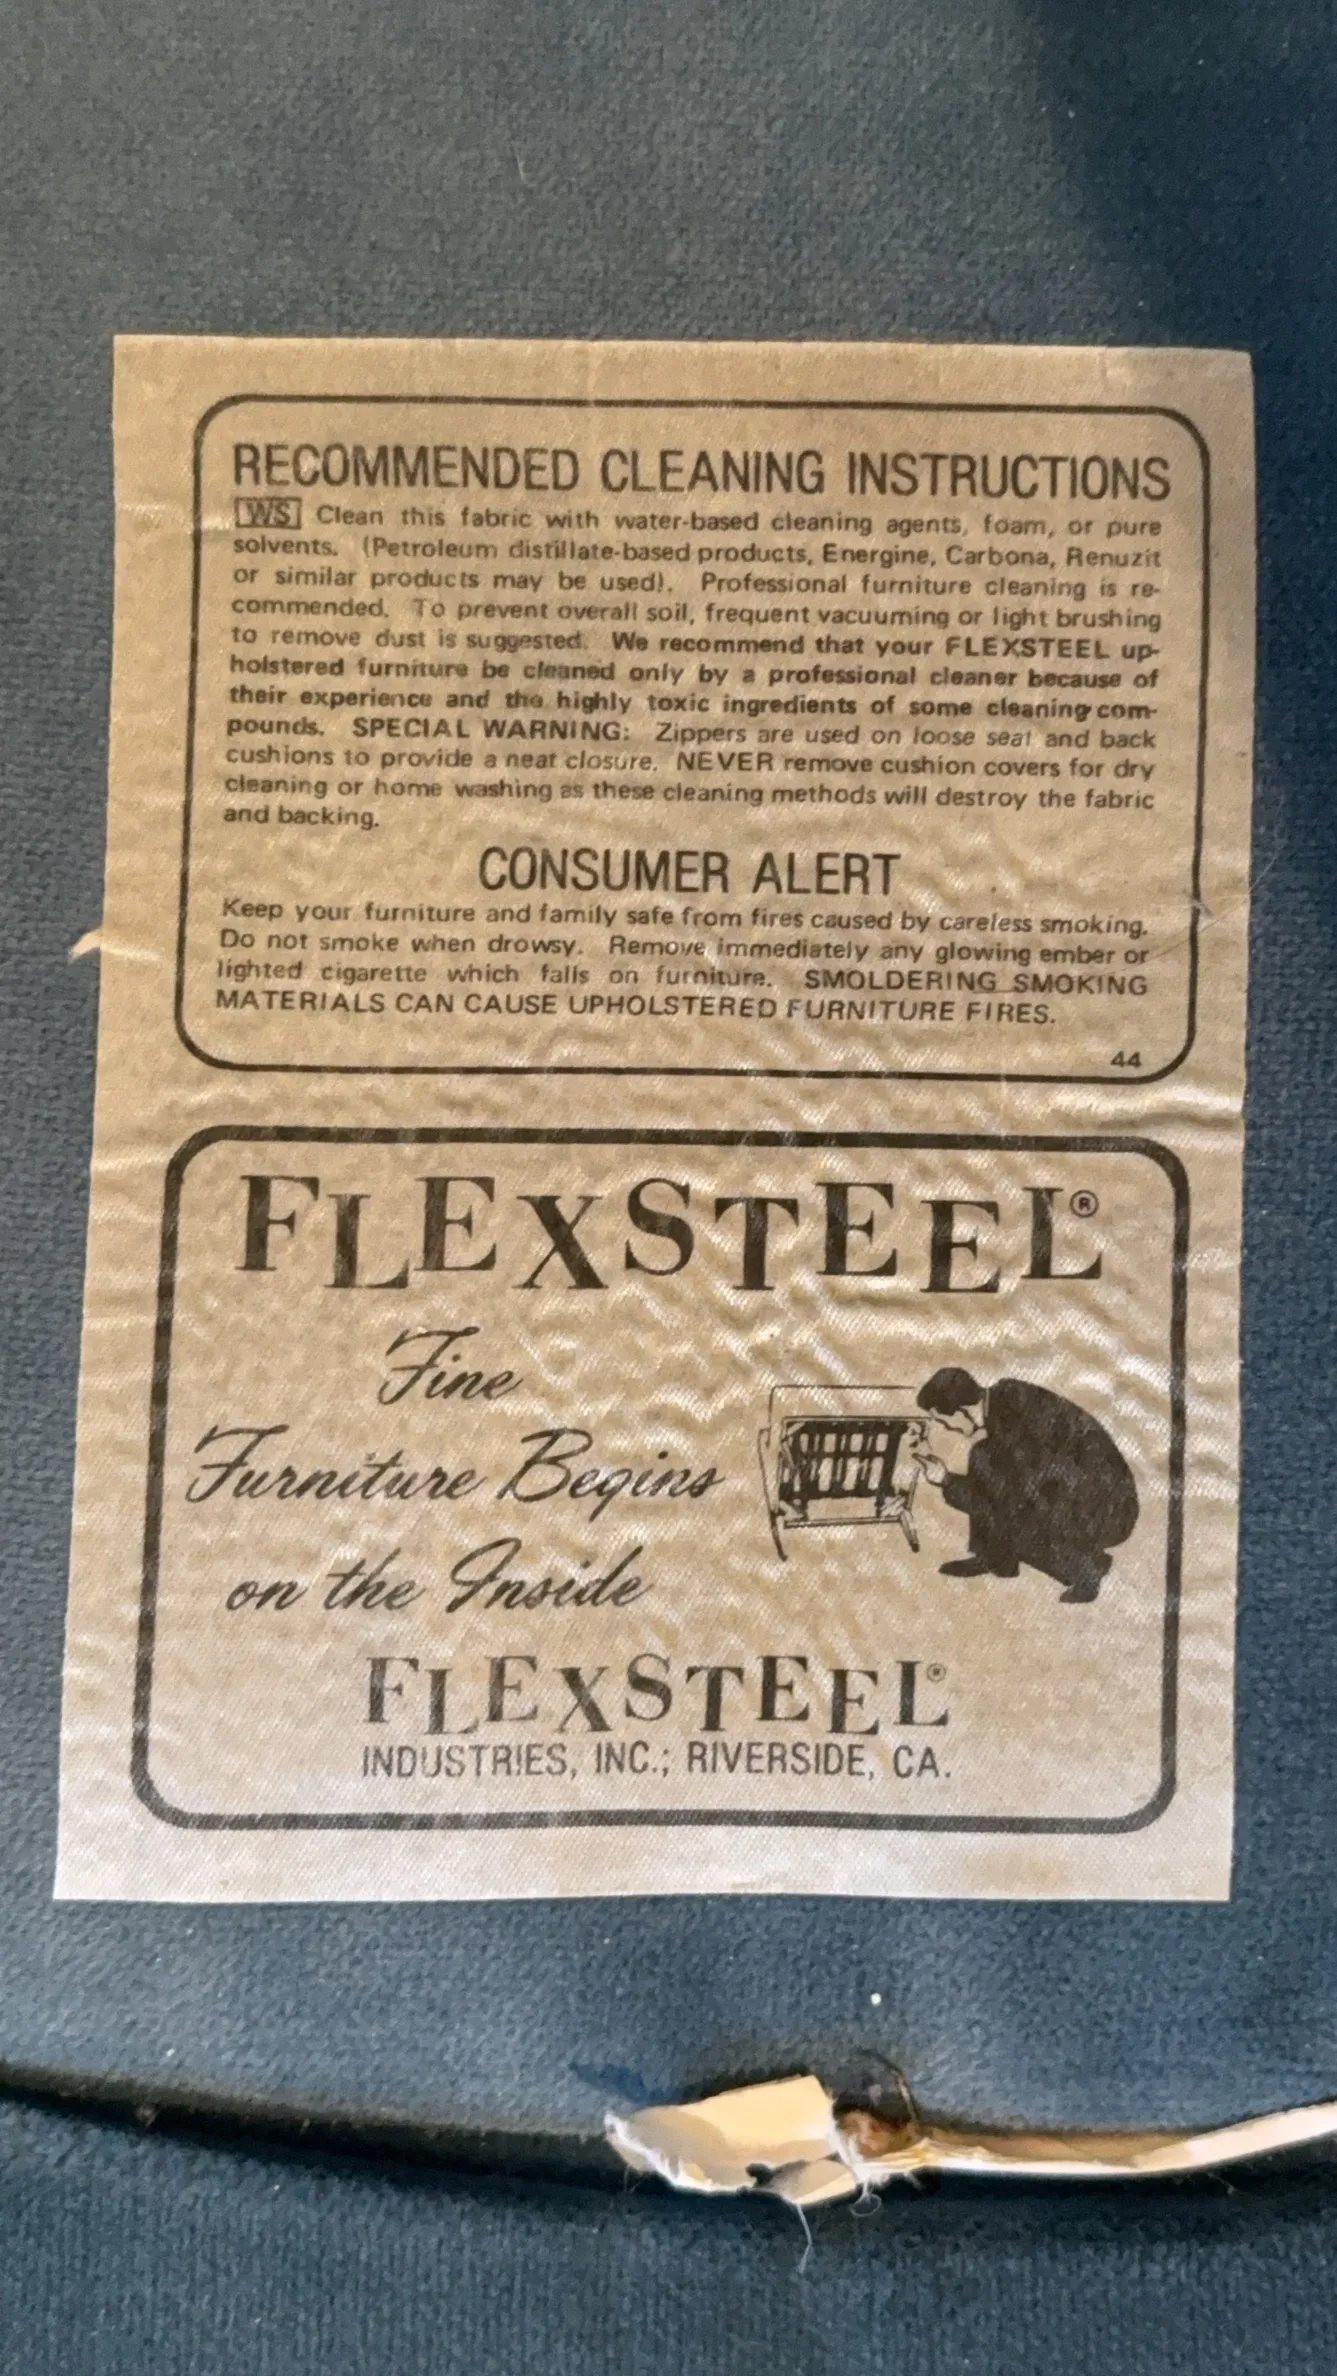 RECOMMENDED CLEANING INSTRUCTIONS
WS Clean this fabric with water-based cleaning agents, foam, or pure
solvents. (Petroleum distillate-based products, Energine, Carbona, Renuzit
or similar products may be used). Professional furniture cleaning is re-
commended. To prevent overall soil, frequent vacuuming or light brushing
to remove dust is suggested. We recommend that your FLEXSTEEL up-
holstered furniture be cleaned only by a professional cleaner because of
their experience and the highly toxic ingredients of some cleaning com-
pounds. SPECIAL WARNING: Zippers are used on loose seat and back
cushions to provide a neat closure. NEVER remove cushion covers for dry
cleaning or home washing as these cleaning methods will destroy the fabric
and backing.
CONSUMER ALERT
Keep your furniture and family safe from fires caused by careless smoking.
Do not smoke when drowsy. Remove immediately any glowing ember or
lighted cigarette which falls on furniture. SMOLDERING SMOKING
MATERIALS CAN CAUSE UPHOLSTERED FURNITURE FIRES.
44
FLEXSTEEL®
Fine
Furniture Begins
on the Inside
FLEXSTEEL®
INDUSTRIES, INC.; RIVERSIDE, CA.